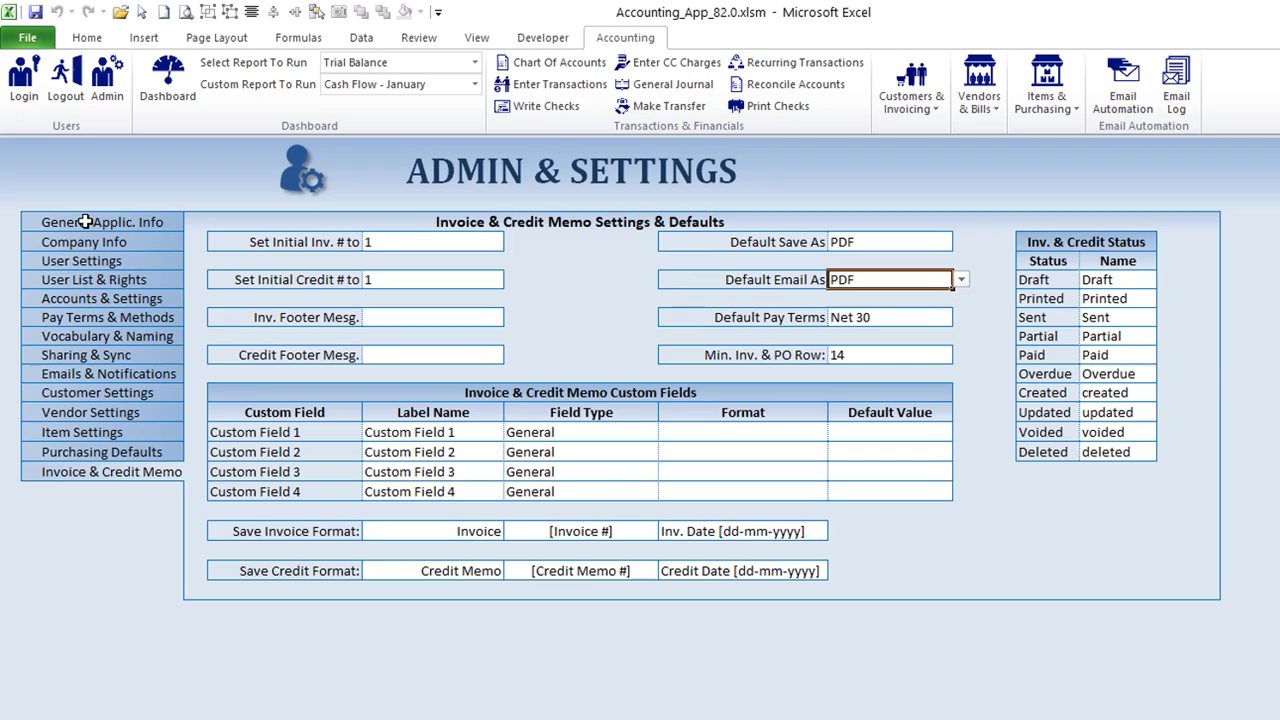 Accounting_App_82.0.xlsm - Microsoft Excel
File Home Insert Page Layout Formulas Data Review View Developer Accounting
Select Report To Run Trial Balance Chart Of Accounts Enter CC Charges Recurring Transactions
Custom Report To Run Cash Flow - January Enter Transactions General Journal Reconcile Accounts
Login Logout Admin Dashboard Write Checks Make Transfer Print Checks Customers & Invoicing Vendors & Bills Items & Purchasing Email Automation Email Log
Users Dashboard Transactions & Financials Email Automation
ADMIN & SETTINGS
Applic. Info Invoice & Credit Memo Settings & Defaults
Company Info Set Initial Inv. # to 1 Default Save As PDF Inv. & Credit Status
User Settings Status Name
User List & Rights Set Initial Credit # to 1 Default Email As PDF Draft Draft
Accounts & Settings Printed Printed
Pay Terms & Methods Inv. Footer Mesg. Default Pay Terms Net 30 Sent Sent
Vocabulary & Naming Partial Partial
Sharing & Sync Credit Footer Mesg. Min. Inv. & PO Row: 14 Paid Paid
Emails & Notifications Overdue Overdue
Customer Settings Invoice & Credit Memo Custom Fields Created created
Vendor Settings Custom Field Label Name Field Type Format Default Value Updated updated
Item Settings Custom Field 1 Custom Field 1 General Voided voided
Purchasing Defaults Custom Field 2 Custom Field 2 General Deleted deleted
Invoice & Credit Memo Custom Field 3 Custom Field 3 General
Custom Field 4 Custom Field 4 General
Save Invoice Format: Invoice [Invoice #] Inv. Date [dd-mm-yyyy]
Save Credit Format: Credit Memo [Credit Memo #] Credit Date [dd-mm-yyyy]